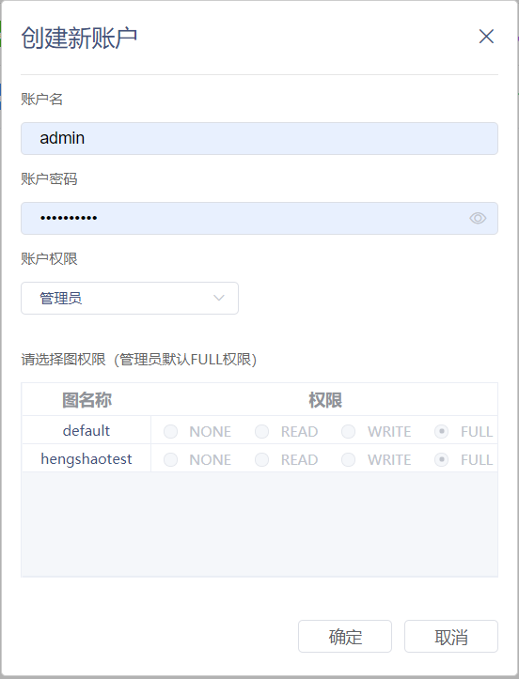 创建新账户
账户名
admin
账户密码
••••••••••
账户权限
管理员
请选择图权限（管理员默认FULL权限）
图名称 权限
default NONE READ WRITE FULL
hengshaotest NONE READ WRITE FULL
确定 取消